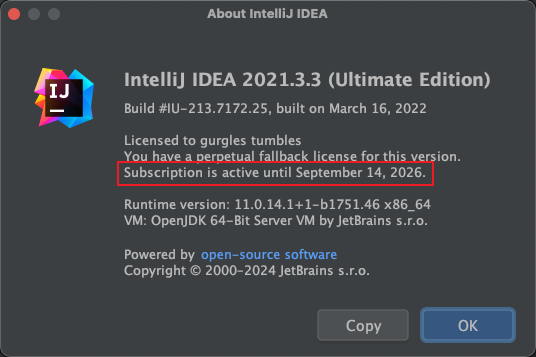 About IntelliJ IDEA
IJ
IntelliJ IDEA 2021.3.3 (Ultimate Edition)
Build #IU-213.7172.25, built on March 16, 2022
Licensed to gurgles tumbles
You have a perpetual fallback license for this version.
Subscription is active until September 14, 2026.
Runtime version: 11.0.14.1+1-b1751.46 x86_64
VM: OpenJDK 64-Bit Server VM by JetBrains s.r.o.
Powered by open-source software
Copyright © 2000-2024 JetBrains s.r.o.
Copy
OK